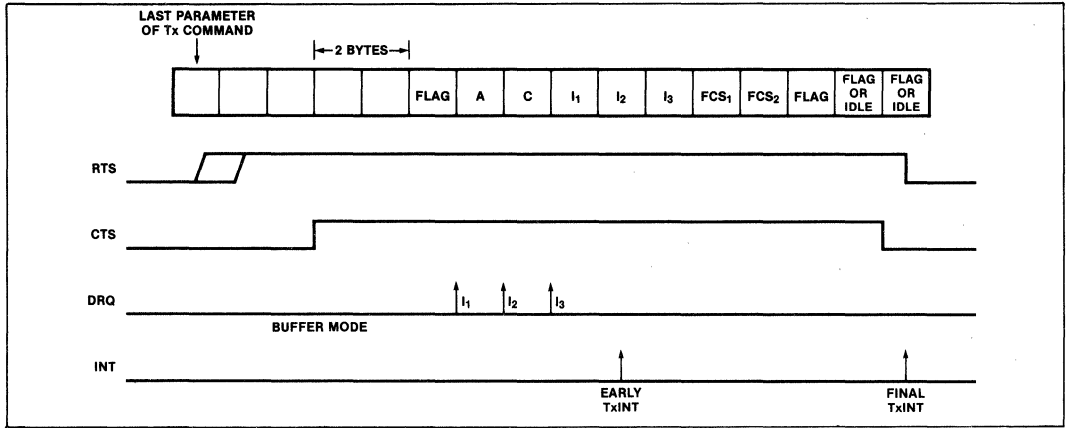 LAST PARAMETER
OF Tx COMMAND
2 BYTES
FLAG A C I₁ I₂ I₃ FCS₁ FCS₂ FLAG FLAG OR IDLE FLAG OR IDLE
RTS
CTS
DRQ
I₁ I₂ I₃
BUFFER MODE
INT
EARLY
TxINT
FINAL
TxINT